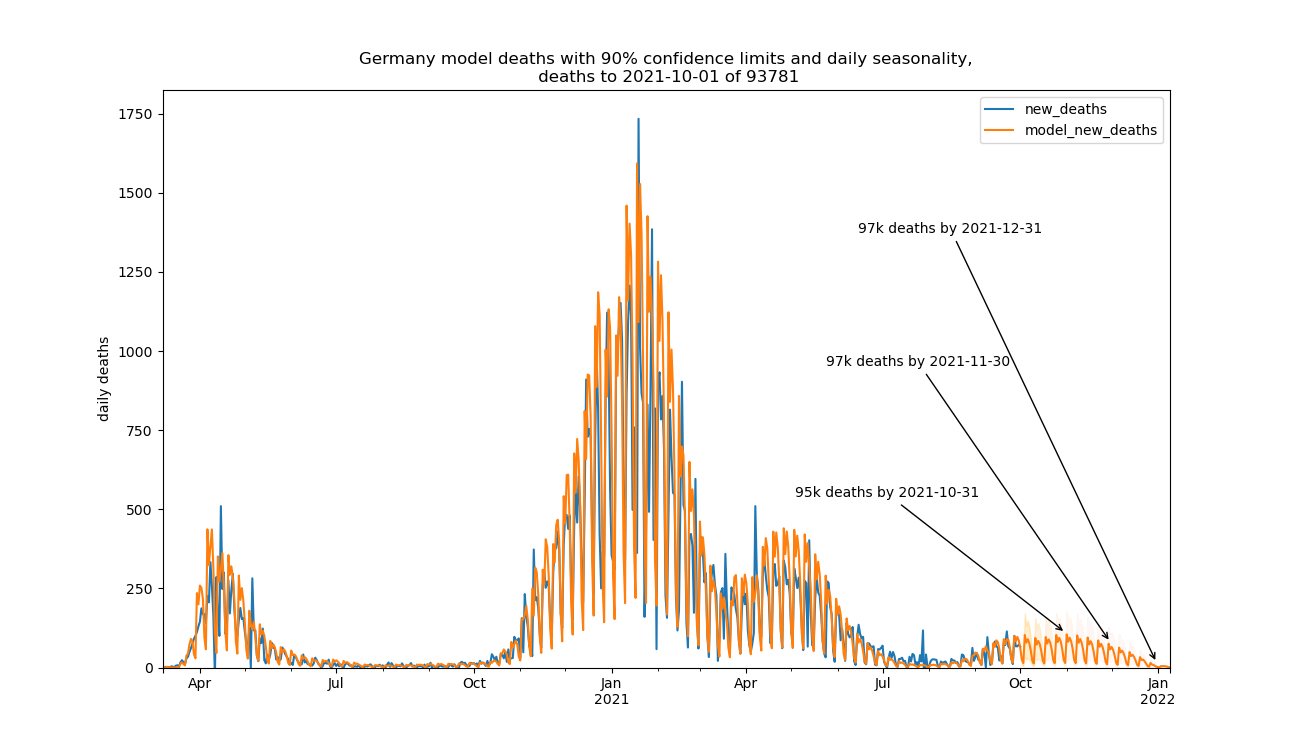 Germany model deaths with 90% confidence limits and daily seasonality,
deaths to 2021-10-01 of 93781
new_deaths
model_new_deaths
daily deaths
1750
1500
1250
1000
750
500
250
0
97k deaths by 2021-12-31
97k deaths by 2021-11-30
95k deaths by 2021-10-31
Apr Jul Oct Jan Apr Jul Oct Jan
2021 2022